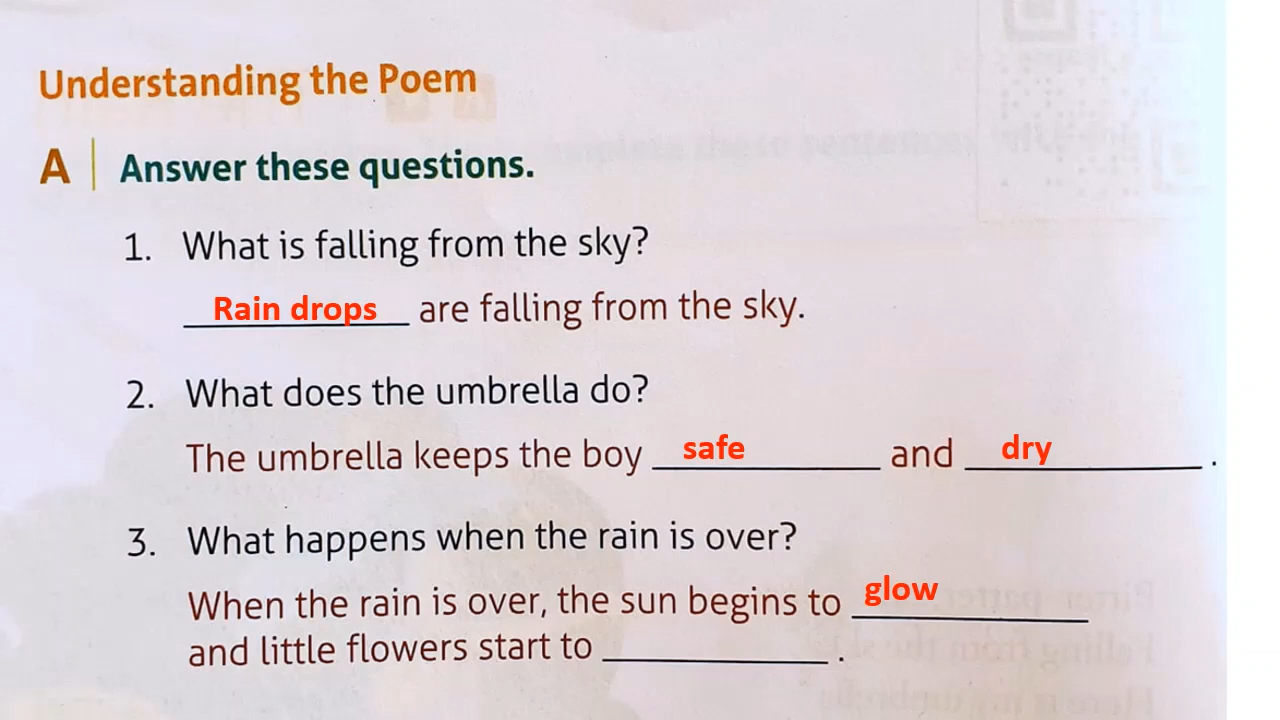 Understanding the Poem
A | Answer these questions.
1. What is falling from the sky?
Rain drops are falling from the sky.
2. What does the umbrella do?
The umbrella keeps the boy safe and dry .
3. What happens when the rain is over?
When the rain is over, the sun begins to glow
and little flowers start to ____________ .